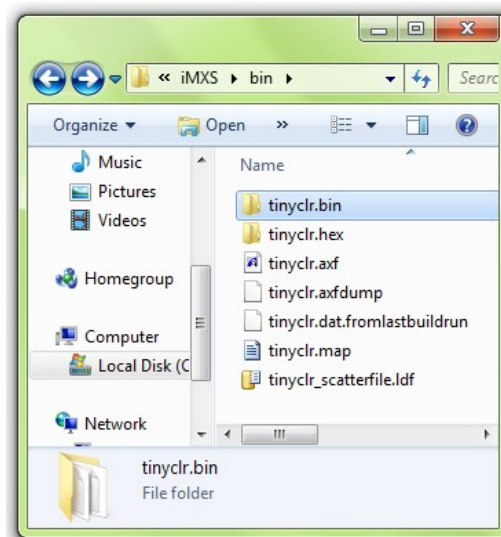 « iMXS ▸ bin ▸
Searc
Organize ▾
Open
»
Music
Pictures
Videos
Homegroup
Computer
Local Disk (C
Network
Name
tinyclr.bin
tinyclr.hex
tinyclr.axf
tinyclr.axfdump
tinyclr.dat.fromlastbuildrun
tinyclr.map
tinyclr_scatterfile.ldf
tinyclr.bin
File folder